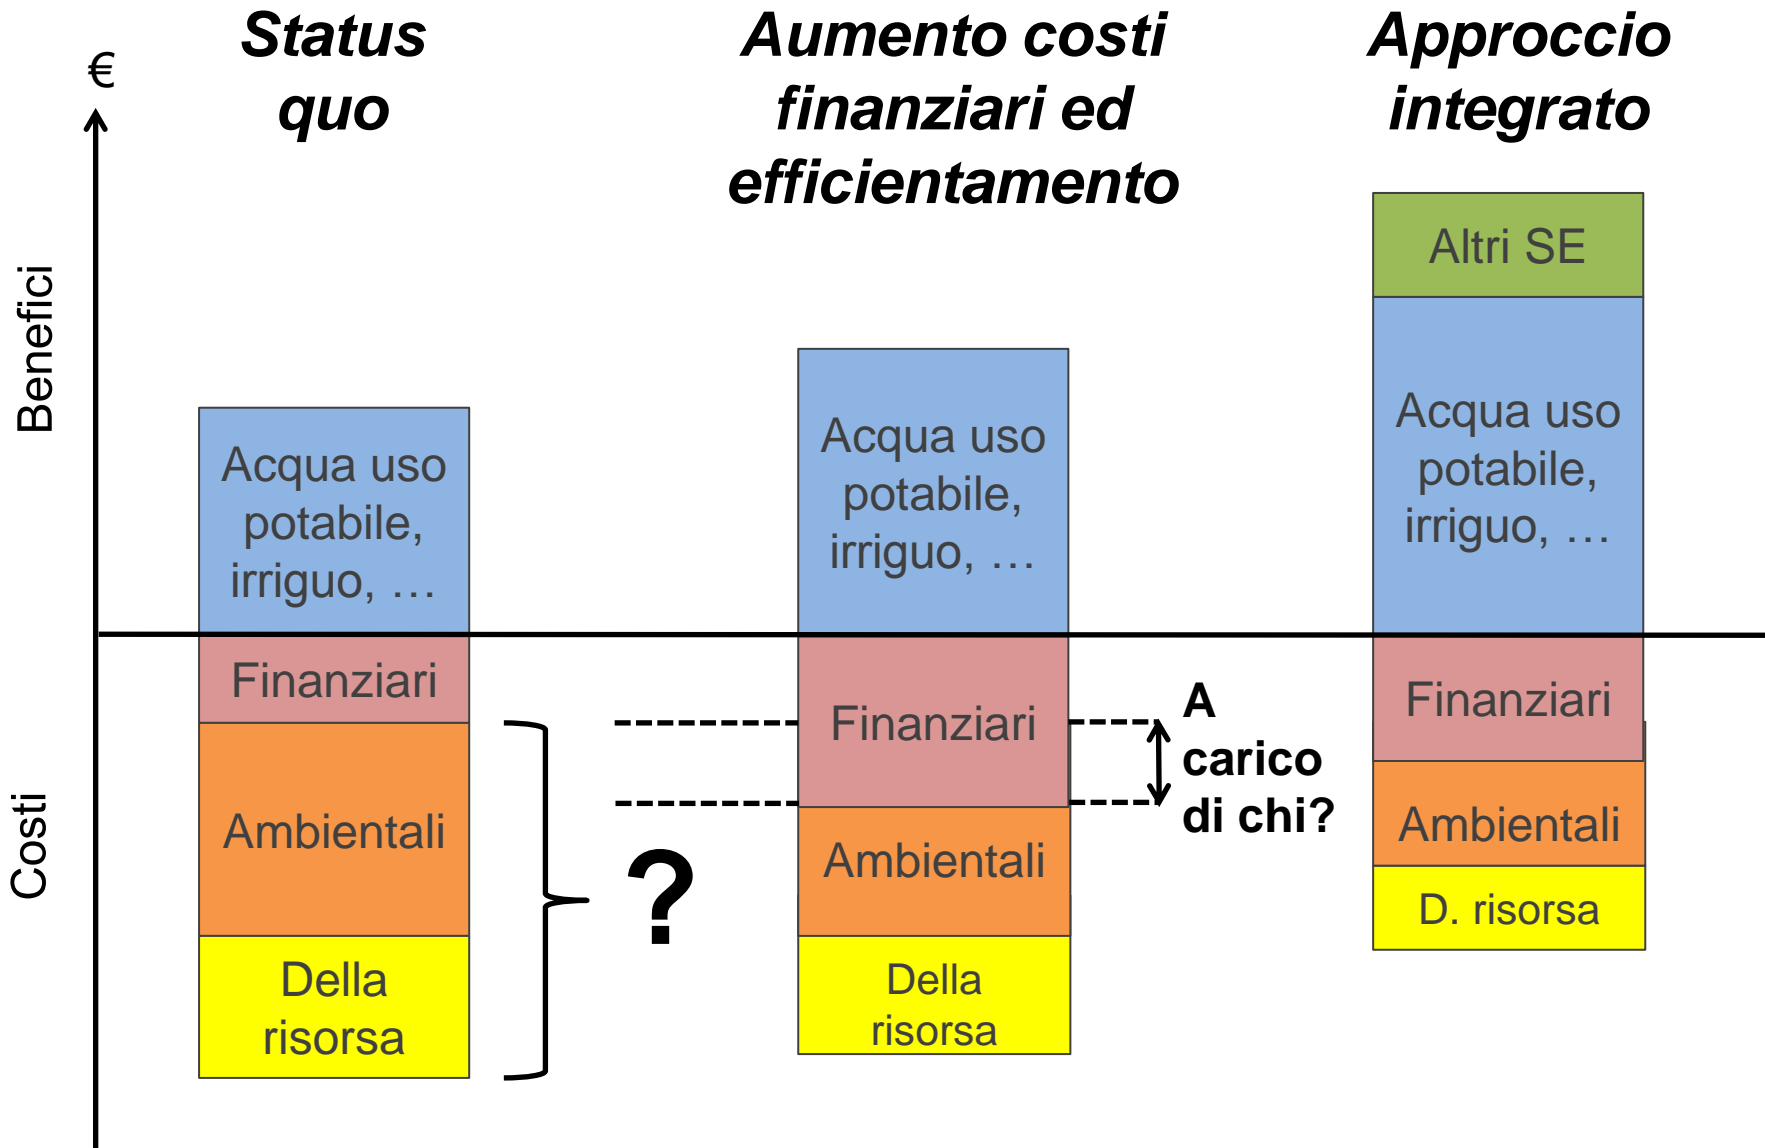 Status
quo
Aumento costi
finanziari ed
efficientamento
Approccio
integrato
€
Benefici
Costi
Acqua uso
potabile,
irriguo, …
Finanziari
Ambientali
Della
risorsa
?
Acqua uso
potabile,
irriguo, …
Finanziari
Ambientali
Della
risorsa
A
carico
di chi?
Altri SE
Acqua uso
potabile,
irriguo, …
Finanziari
Ambientali
D. risorsa